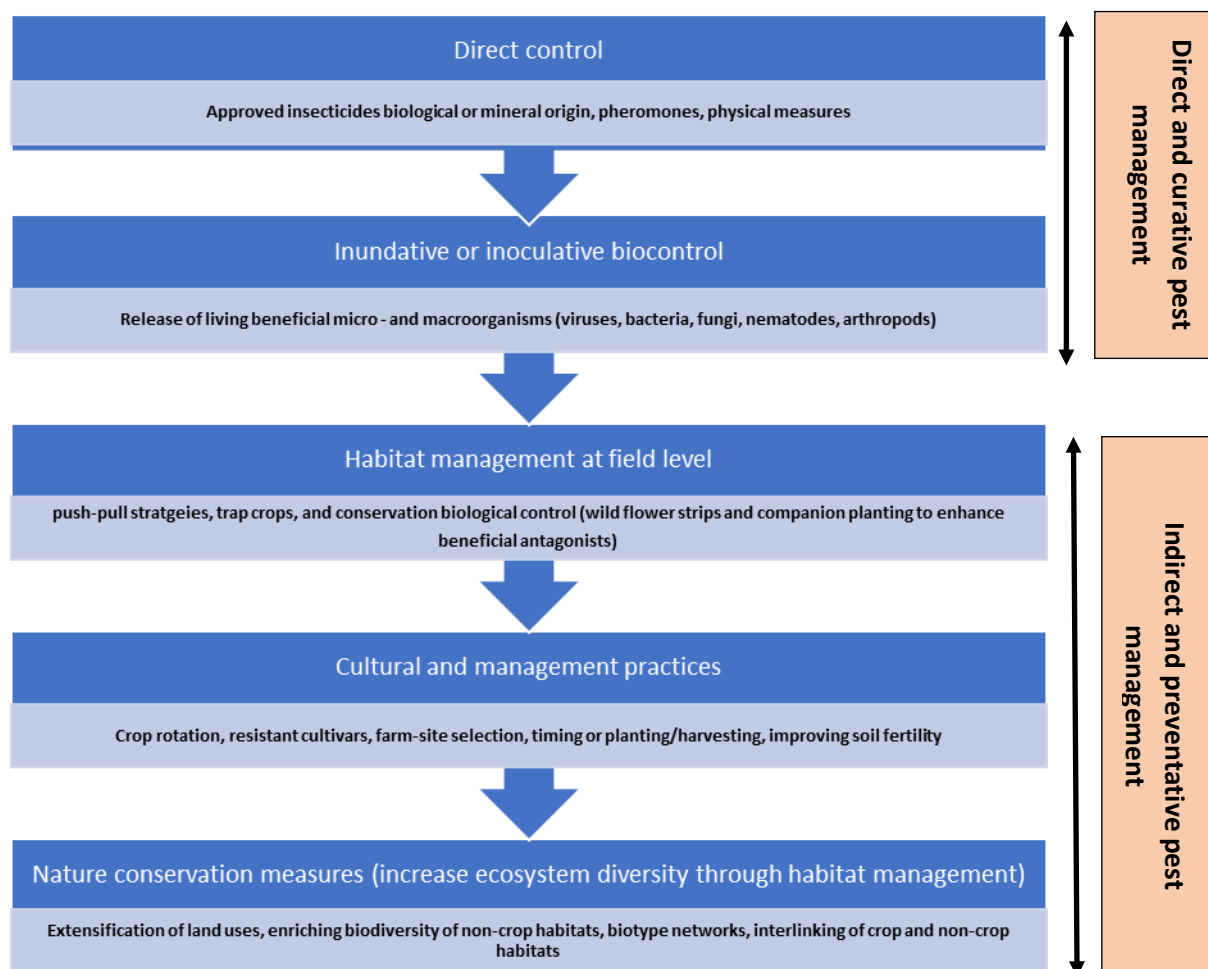 Direct control
Approved insecticides biological or mineral origin, pheromones, physical measures
Inundative or inoculative biocontrol
Release of living beneficial micro - and macroorganisms (viruses, bacteria, fungi, nematodes, arthropods)
Habitat management at field level
push-pull stratgeies, trap crops, and conservation biological control (wild flower strips and companion planting to enhance
beneficial antagonists)
Cultural and management practices
Crop rotation, resistant cultivars, farm-site selection, timing or planting/harvesting, improving soil fertility
Nature conservation measures (increase ecosystem diversity through habitat management)
Extensification of land uses, enriching biodiversity of non-crop habitats, biotype networks, interlinking of crop and non-crop
habitats
Direct and curative pest
management
Indirect and preventative pest
management